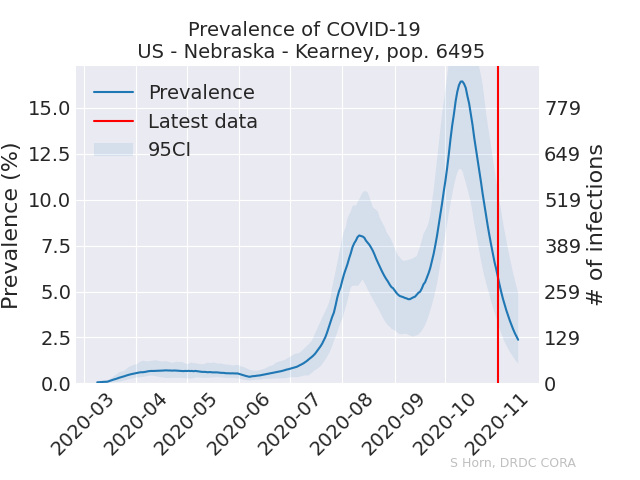 Prevalence of COVID-19
US - Nebraska - Kearney, pop. 6495
Prevalence
Latest data
95CI
Prevalence (%)
15.0
12.5
10.0
7.5
5.0
2.5
0.0
779
649
519
389
259
129
0
# of infections
2020-03
2020-04
2020-05
2020-06
2020-07
2020-08
2020-09
2020-10
2020-11
S Horn, DRDC CORA